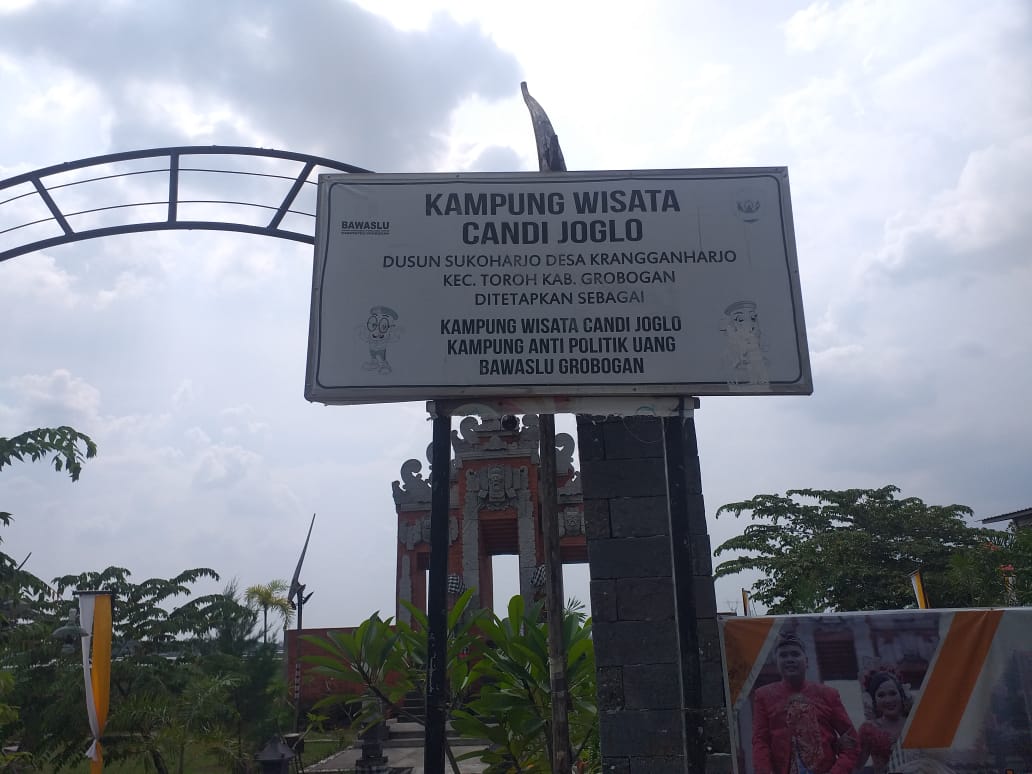 BAWASLU
KAMPUNG WISATA
CANDI JOGLO
DUSUN SUKOHARJO DESA KRANGGANHARJO
KEC. TOROH KAB. GROBOGAN
DITETAPKAN SEBAGAI
KAMPUNG WISATA CANDI JOGLO
KAMPUNG ANTI POLITIK UANG
BAWASLU GROBOGAN